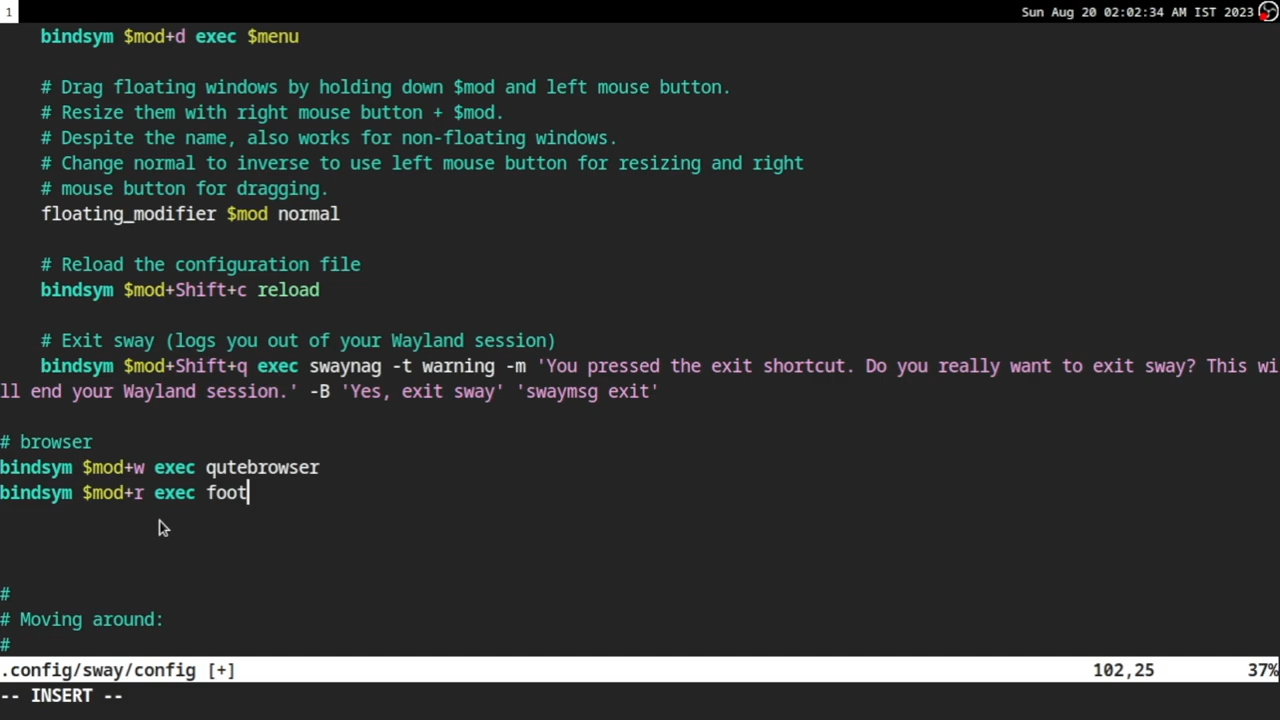 1
Sun Aug 20 02:02:34 AM IST 2023
bindsym $mod+d exec $menu
# Drag floating windows by holding down $mod and left mouse button.
# Resize them with right mouse button + $mod.
# Despite the name, also works for non-floating windows.
# Change normal to inverse to use left mouse button for resizing and right
# mouse button for dragging.
floating_modifier $mod normal
# Reload the configuration file
bindsym $mod+Shift+c reload
# Exit sway (logs you out of your Wayland session)
bindsym $mod+Shift+q exec swaynag -t warning -m 'You pressed the exit shortcut. Do you really want to exit sway? This wi
ll end your Wayland session.' -B 'Yes, exit sway' 'swaymsg exit'
# browser
bindsym $mod+w exec qutebrowser
bindsym $mod+r exec foot
#
# Moving around:
#
.config/sway/config [+] 102,25 37%
-- INSERT --